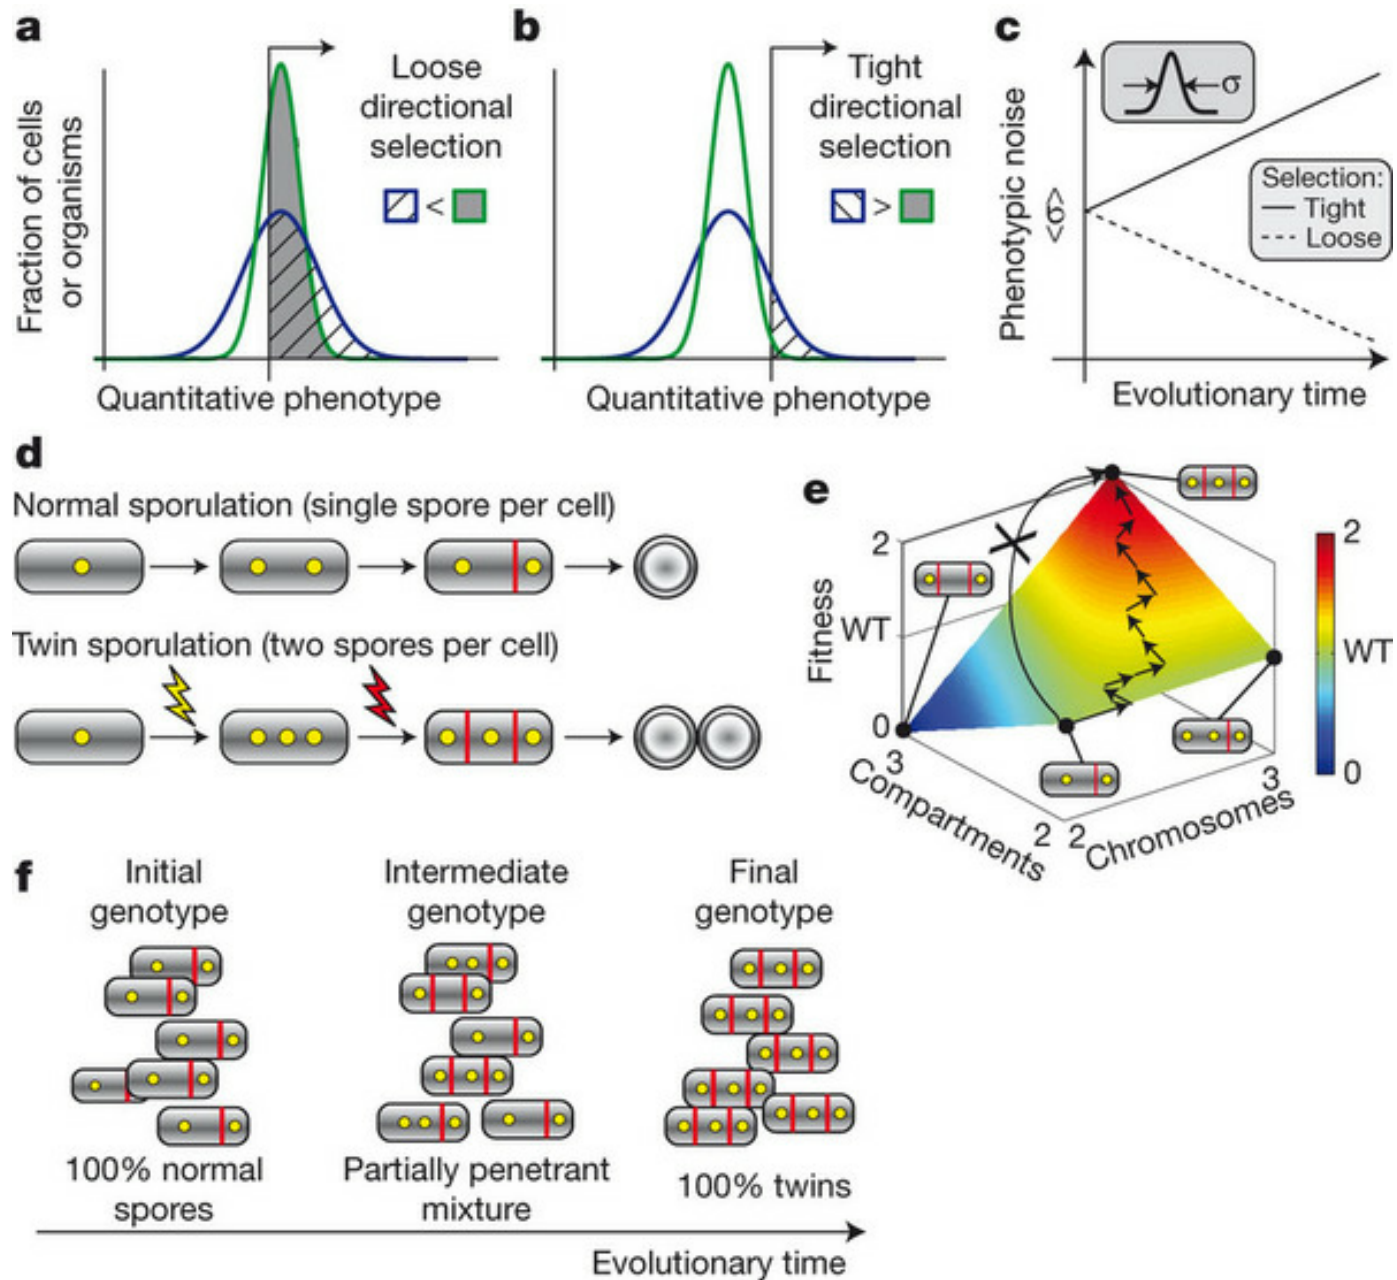 a
Fraction of cells
or organisms
Loose
directional
selection
<
Quantitative phenotype
b
Tight
directional
selection
>
Quantitative phenotype
c
Phenotypic noise
<σ>
σ
Selection:
Tight
Loose
Evolutionary time
d
Normal sporulation (single spore per cell)
Twin sporulation (two spores per cell)
e
Fitness
2
WT
0
3
Compartments
2
2
Chromosomes
3
2
WT
0
f
Initial
genotype
Intermediate
genotype
Final
genotype
100% normal
spores
Partially penetrant
mixture
100% twins
Evolutionary time